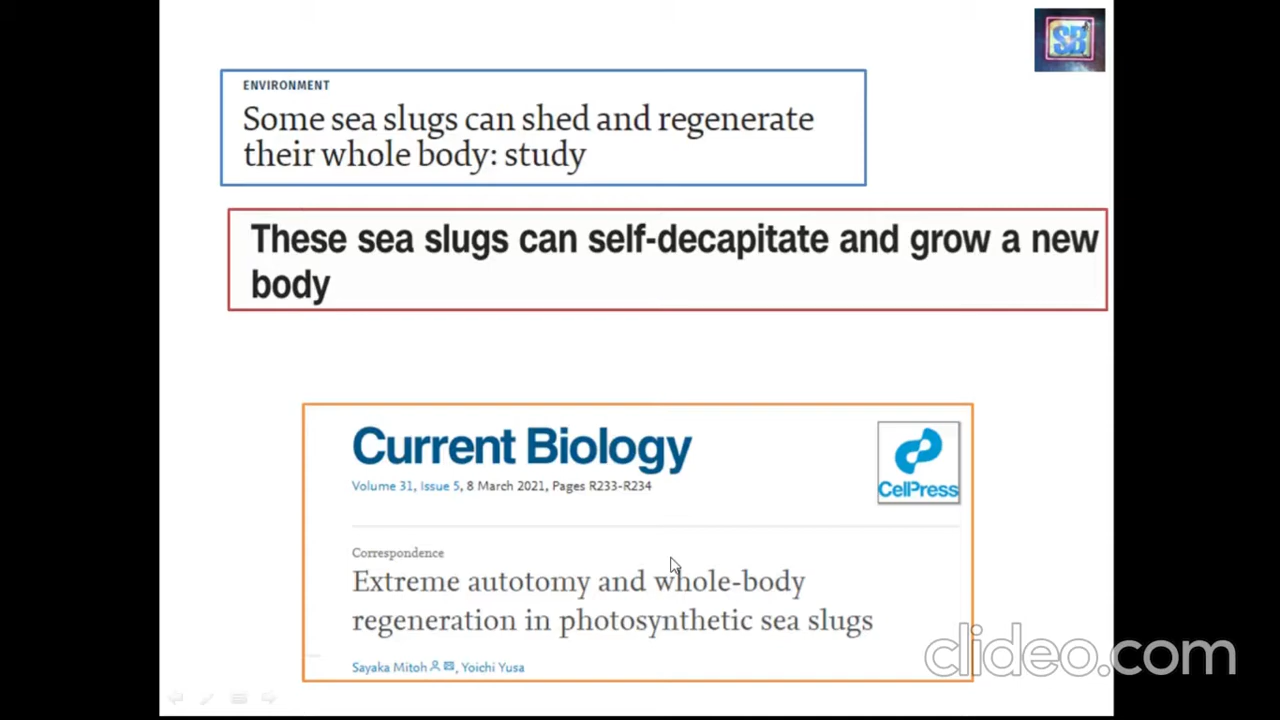 SB
ENVIRONMENT
Some sea slugs can shed and regenerate
their whole body: study
These sea slugs can self-decapitate and grow a new
body
Current Biology
Volume 31, Issue 5, 8 March 2021, Pages R233-R234
CellPress
Correspondence
Extreme autotomy and whole-body
regeneration in photosynthetic sea slugs
Sayaka Mitoh, Yoichi Yusa
clideo.com